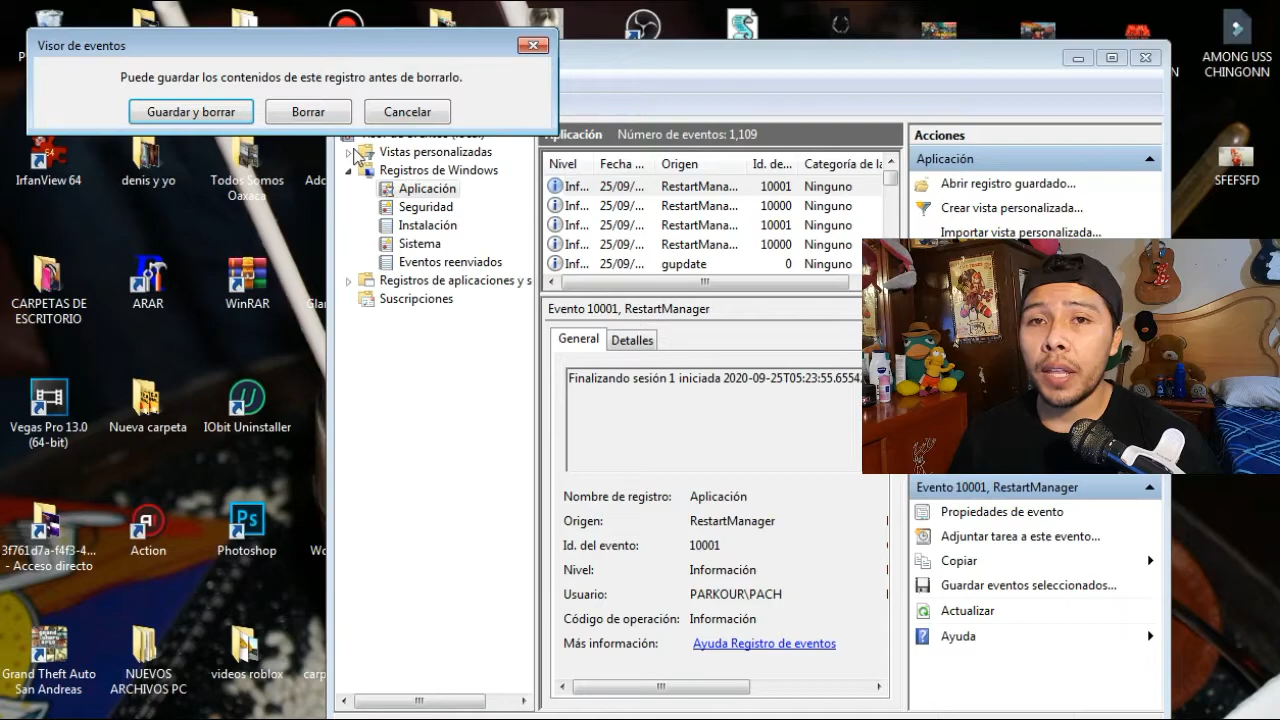 Visor de eventos
Puede guardar los contenidos de este registro antes de borrarlo.
Guardar y borrar
Borrar
Cancelar
AMONG USS
CHINGONN
Vistas personalizadas
Registros de Windows
Aplicación
Seguridad
Instalación
Sistema
Eventos reenviados
Registros de aplicaciones y s
Suscripciones
Aplicación Número de eventos: 1,109
Nivel Fecha ... Origen Id. de... Categoría de la
Inf... 25/09/... RestartMana... 10001 Ninguno
Inf... 25/09/... RestartMana... 10000 Ninguno
Inf... 25/09/... RestartMana... 10001 Ninguno
Inf... 25/09/... RestartMana... 10000 Ninguno
Inf... 25/09/... gupdate 0 Ninguno
Evento 10001, RestartManager
General
Detalles
Finalizando sesión 1 iniciada 2020-09-25T05:23:55.6554
Nombre de registro: Aplicación
Origen: RestartManager
Id. del evento: 10001
Nivel: Información
Usuario: PARKOUR\PACH
Código de operación: Información
Más información: Ayuda Registro de eventos
Acciones
Aplicación
Abrir registro guardado...
Crear vista personalizada...
Importar vista personalizada...
Evento 10001, RestartManager
Propiedades de evento
Adjuntar tarea a este evento...
Copiar
Guardar eventos seleccionados...
Actualizar
Ayuda
SFEFSFD
64
IrfanView 64
denis y yo
Todos Somos
Oaxaca
CARPETAS DE
ESCRITORIO
ARAR
WinRAR
Vegas Pro 13.0
(64-bit)
Nueva carpeta
IObit Uninstaller
3f761d7a-f4f3-4...
- Acceso directo
Action
Ps
Photoshop
Grand Theft Auto
San Andreas
NUEVOS
ARCHIVOS PC
videos roblox
carp